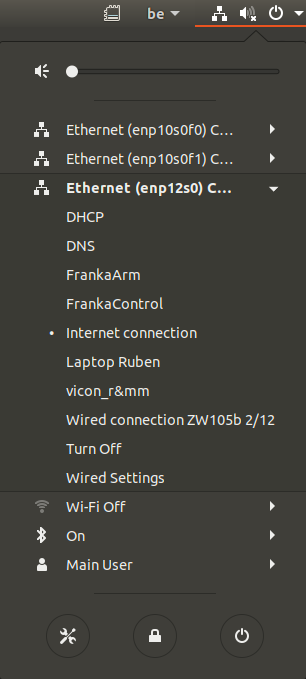 be
Ethernet (enp10s0f0) C...
Ethernet (enp10s0f1) C...
Ethernet (enp12s0) C...
DHCP
DNS
FrankaArm
FrankaControl
Internet connection
Laptop Ruben
vicon_r&mm
Wired connection ZW105b 2/12
Turn Off
Wired Settings
Wi-Fi Off
On
Main User